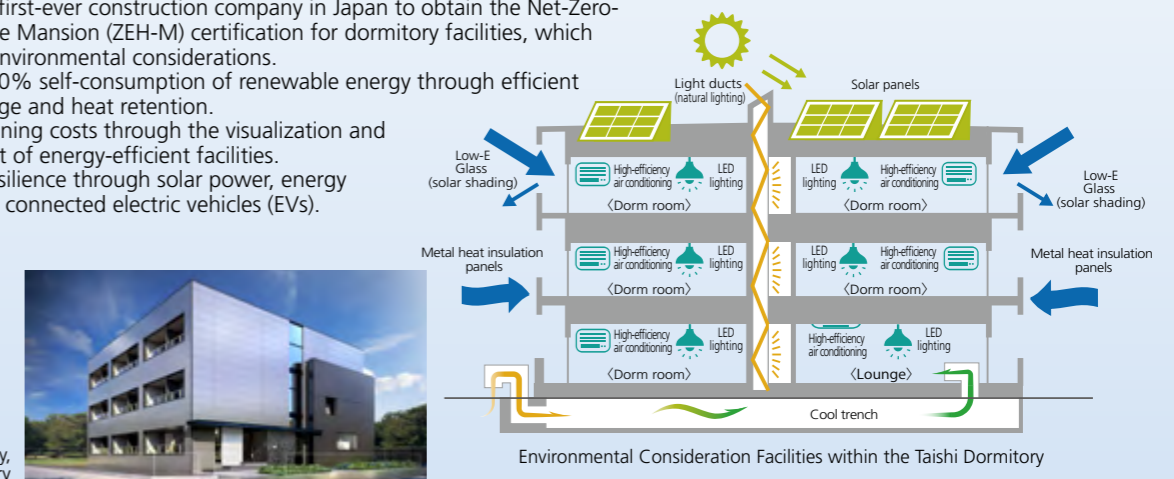 first-ever construction company in Japan to obtain the Net-Zero-
e Mansion (ZEH-M) certification for dormitory facilities, which
nvironmental considerations.
0% self-consumption of renewable energy through efficient
ge and heat retention.
ning costs through the visualization and
t of energy-efficient facilities.
silience through solar power, energy
connected electric vehicles (EVs).
y,
ry
Light ducts
(natural lighting)
Solar panels
Low-E
Glass
(solar shading)
High-efficiency
air conditioning
LED
lighting
〈Dorm room〉
LED
lighting
High-efficiency
air conditioning
〈Dorm room〉
Low-E
Glass
(solar shading)
Metal heat insulation
panels
High-efficiency
air conditioning
LED
lighting
〈Dorm room〉
LED
lighting
High-efficiency
air conditioning
〈Dorm room〉
Metal heat insulation
panels
High-efficiency
air conditioning
LED
lighting
〈Dorm room〉
High-efficiency
air conditioning
LED
lighting
〈Lounge〉
Cool trench
Environmental Consideration Facilities within the Taishi Dormitory